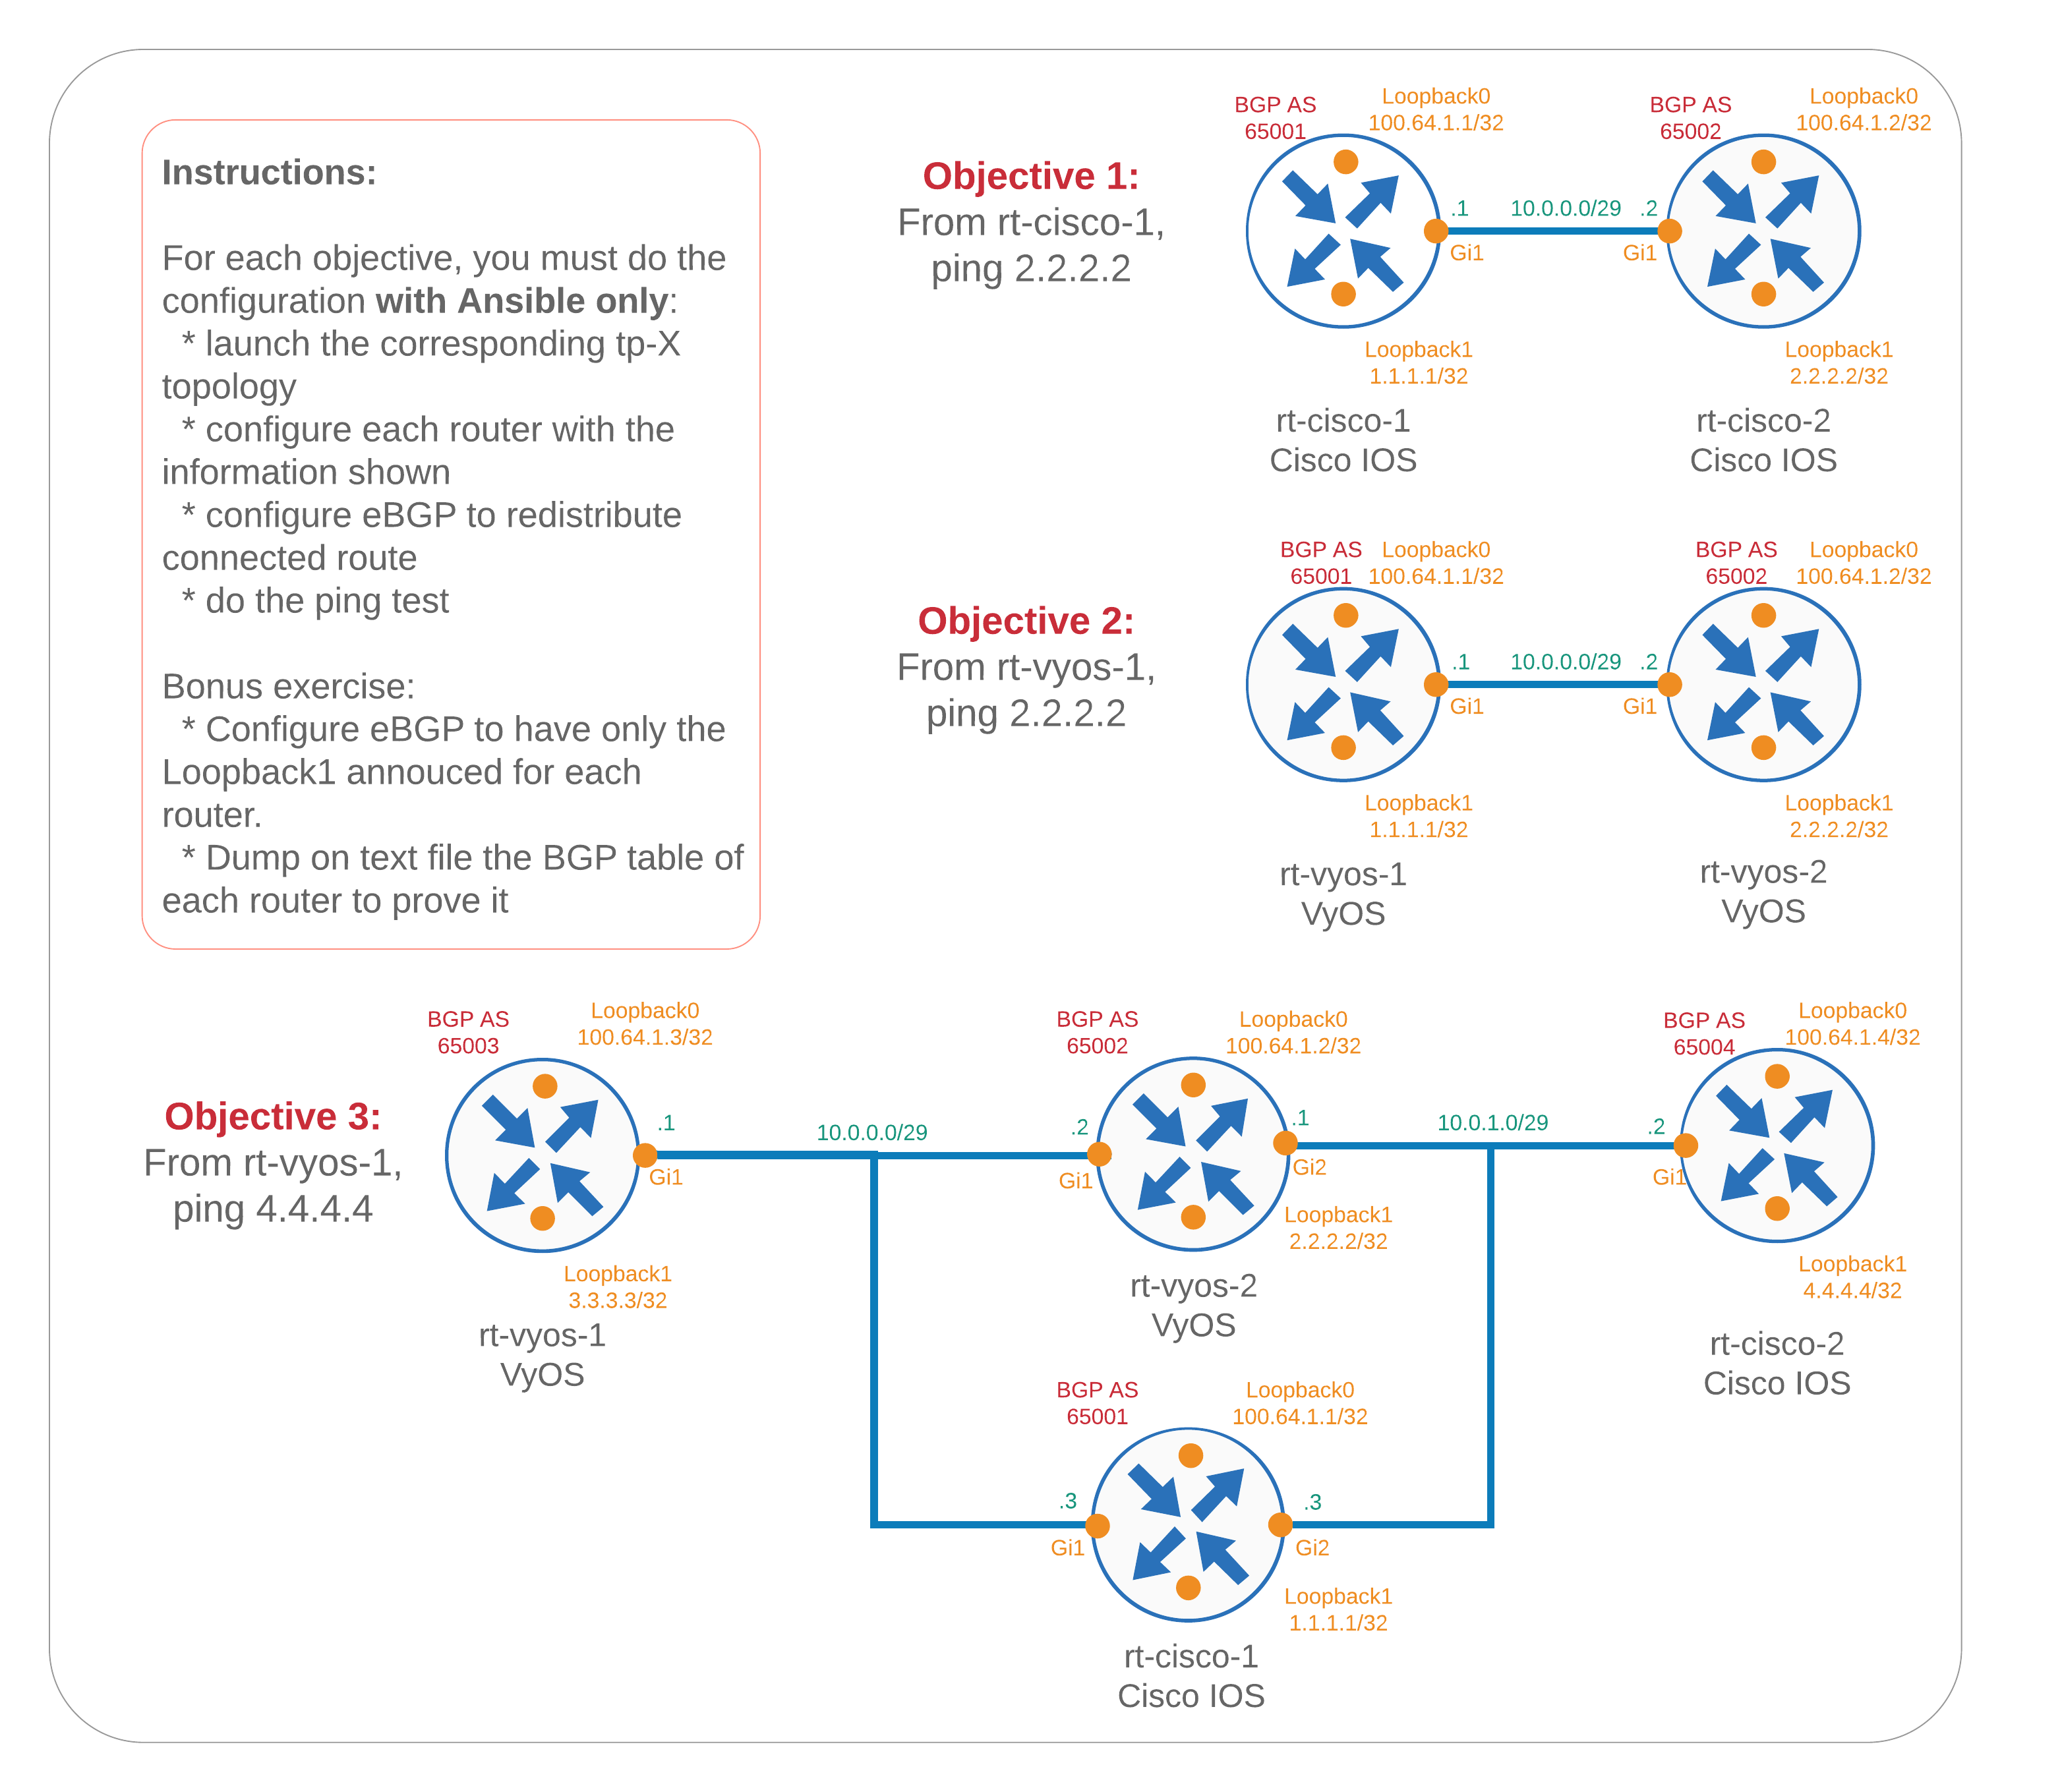 Instructions:
For each objective, you must do the
configuration with Ansible only:
* launch the corresponding tp-X
topology
* configure each router with the
information shown
* configure eBGP to redistribute
connected route
* do the ping test
Bonus exercise:
* Configure eBGP to have only the
Loopback1 annouced for each
router.
* Dump on text file the BGP table of
each router to prove it
Objective 1:
From rt-cisco-1,
ping 2.2.2.2
BGP AS
65001
Loopback0
100.64.1.1/32
.1
10.0.0.0/29
.2
Gi1
Gi1
Loopback1
1.1.1.1/32
rt-cisco-1
Cisco IOS
BGP AS
65002
Loopback0
100.64.1.2/32
Loopback1
2.2.2.2/32
rt-cisco-2
Cisco IOS
Objective 2:
From rt-vyos-1,
ping 2.2.2.2
BGP AS
65001
Loopback0
100.64.1.1/32
.1
10.0.0.0/29
.2
Gi1
Gi1
Loopback1
1.1.1.1/32
rt-vyos-1
VyOS
BGP AS
65002
Loopback0
100.64.1.2/32
Loopback1
2.2.2.2/32
rt-vyos-2
VyOS
Objective 3:
From rt-vyos-1,
ping 4.4.4.4
BGP AS
65003
Loopback0
100.64.1.3/32
.1
Gi1
Loopback1
3.3.3.3/32
rt-vyos-1
VyOS
10.0.0.0/29
BGP AS
65002
Loopback0
100.64.1.2/32
.2
Gi1
.1
Gi2
Loopback1
2.2.2.2/32
rt-vyos-2
VyOS
10.0.1.0/29
BGP AS
65004
Loopback0
100.64.1.4/32
.2
Gi1
Loopback1
4.4.4.4/32
rt-cisco-2
Cisco IOS
BGP AS
65001
Loopback0
100.64.1.1/32
.3
Gi1
.3
Gi2
Loopback1
1.1.1.1/32
rt-cisco-1
Cisco IOS